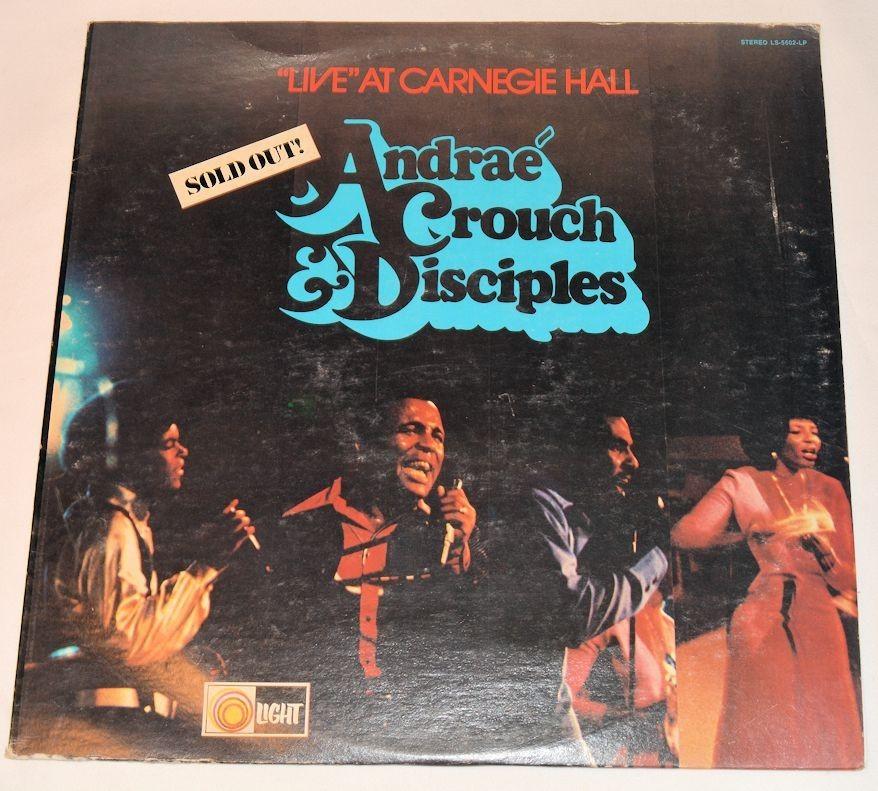 STEREO LS-5602-LP
"LIVE" AT CARNEGIE HALL
SOLD OUT!
Andraé
Crouch
& Disciples
LIGHT